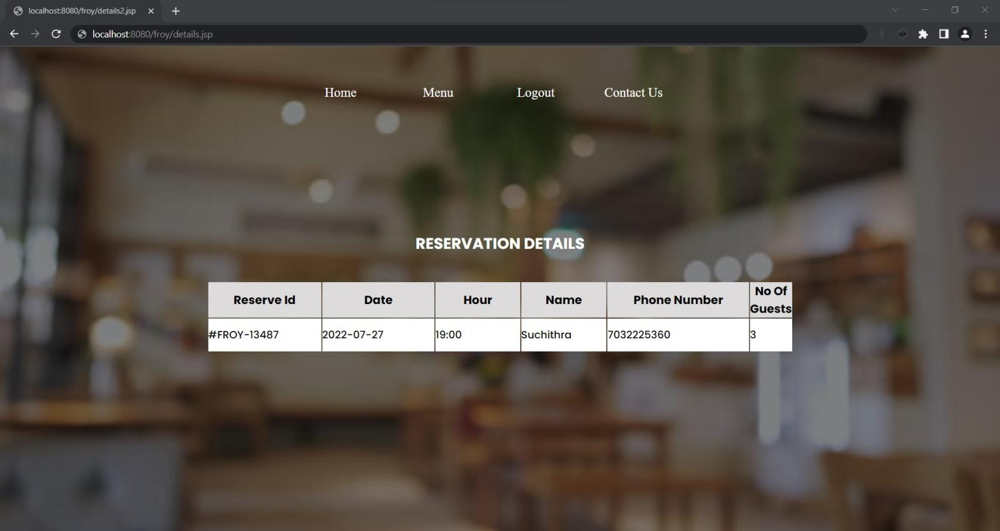 localhost:8080/froy/details2.jsp
localhost:8080/froy/details.jsp
Home Menu Logout Contact Us
RESERVATION DETAILS
Reserve Id Date Hour Name Phone Number No Of Guests
#FROY-13487 2022-07-27 19:00 Suchithra 7032225360 3